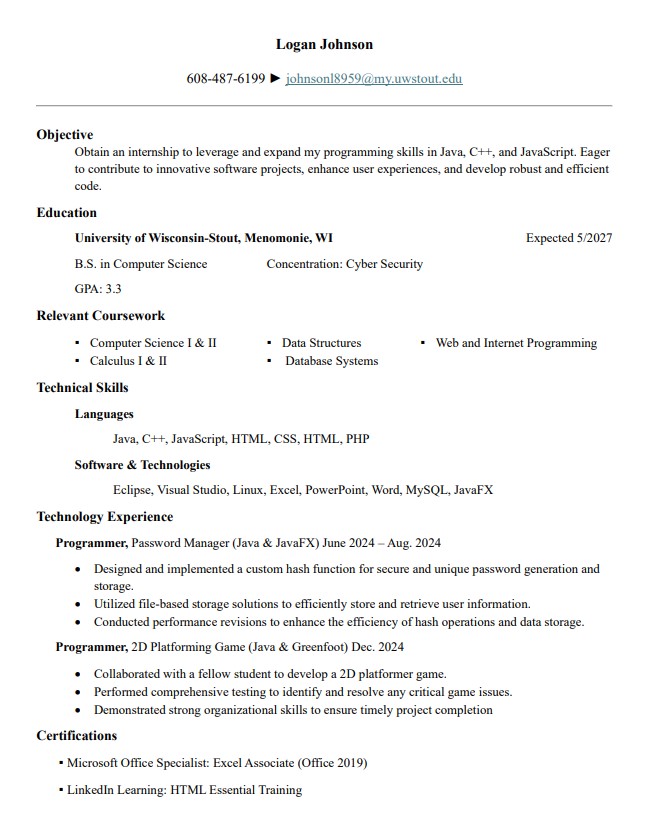 Logan Johnson
608-487-6199 ► johnsonl8959@my.uwstout.edu
Objective
Obtain an internship to leverage and expand my programming skills in Java, C++, and JavaScript. Eager
to contribute to innovative software projects, enhance user experiences, and develop robust and efficient
code.
Education
University of Wisconsin-Stout, Menomonie, WI Expected 5/2027
B.S. in Computer Science Concentration: Cyber Security
GPA: 3.3
Relevant Coursework
▪ Computer Science I & II ▪ Data Structures ▪ Web and Internet Programming
▪ Calculus I & II ▪ Database Systems
Technical Skills
Languages
Java, C++, JavaScript, HTML, CSS, HTML, PHP
Software & Technologies
Eclipse, Visual Studio, Linux, Excel, PowerPoint, Word, MySQL, JavaFX
Technology Experience
Programmer, Password Manager (Java & JavaFX) June 2024 – Aug. 2024
• Designed and implemented a custom hash function for secure and unique password generation and
storage.
• Utilized file-based storage solutions to efficiently store and retrieve user information.
• Conducted performance revisions to enhance the efficiency of hash operations and data storage.
Programmer, 2D Platforming Game (Java & Greenfoot) Dec. 2024
• Collaborated with a fellow student to develop a 2D platformer game.
• Performed comprehensive testing to identify and resolve any critical game issues.
• Demonstrated strong organizational skills to ensure timely project completion
Certifications
▪ Microsoft Office Specialist: Excel Associate (Office 2019)
▪ LinkedIn Learning: HTML Essential Training